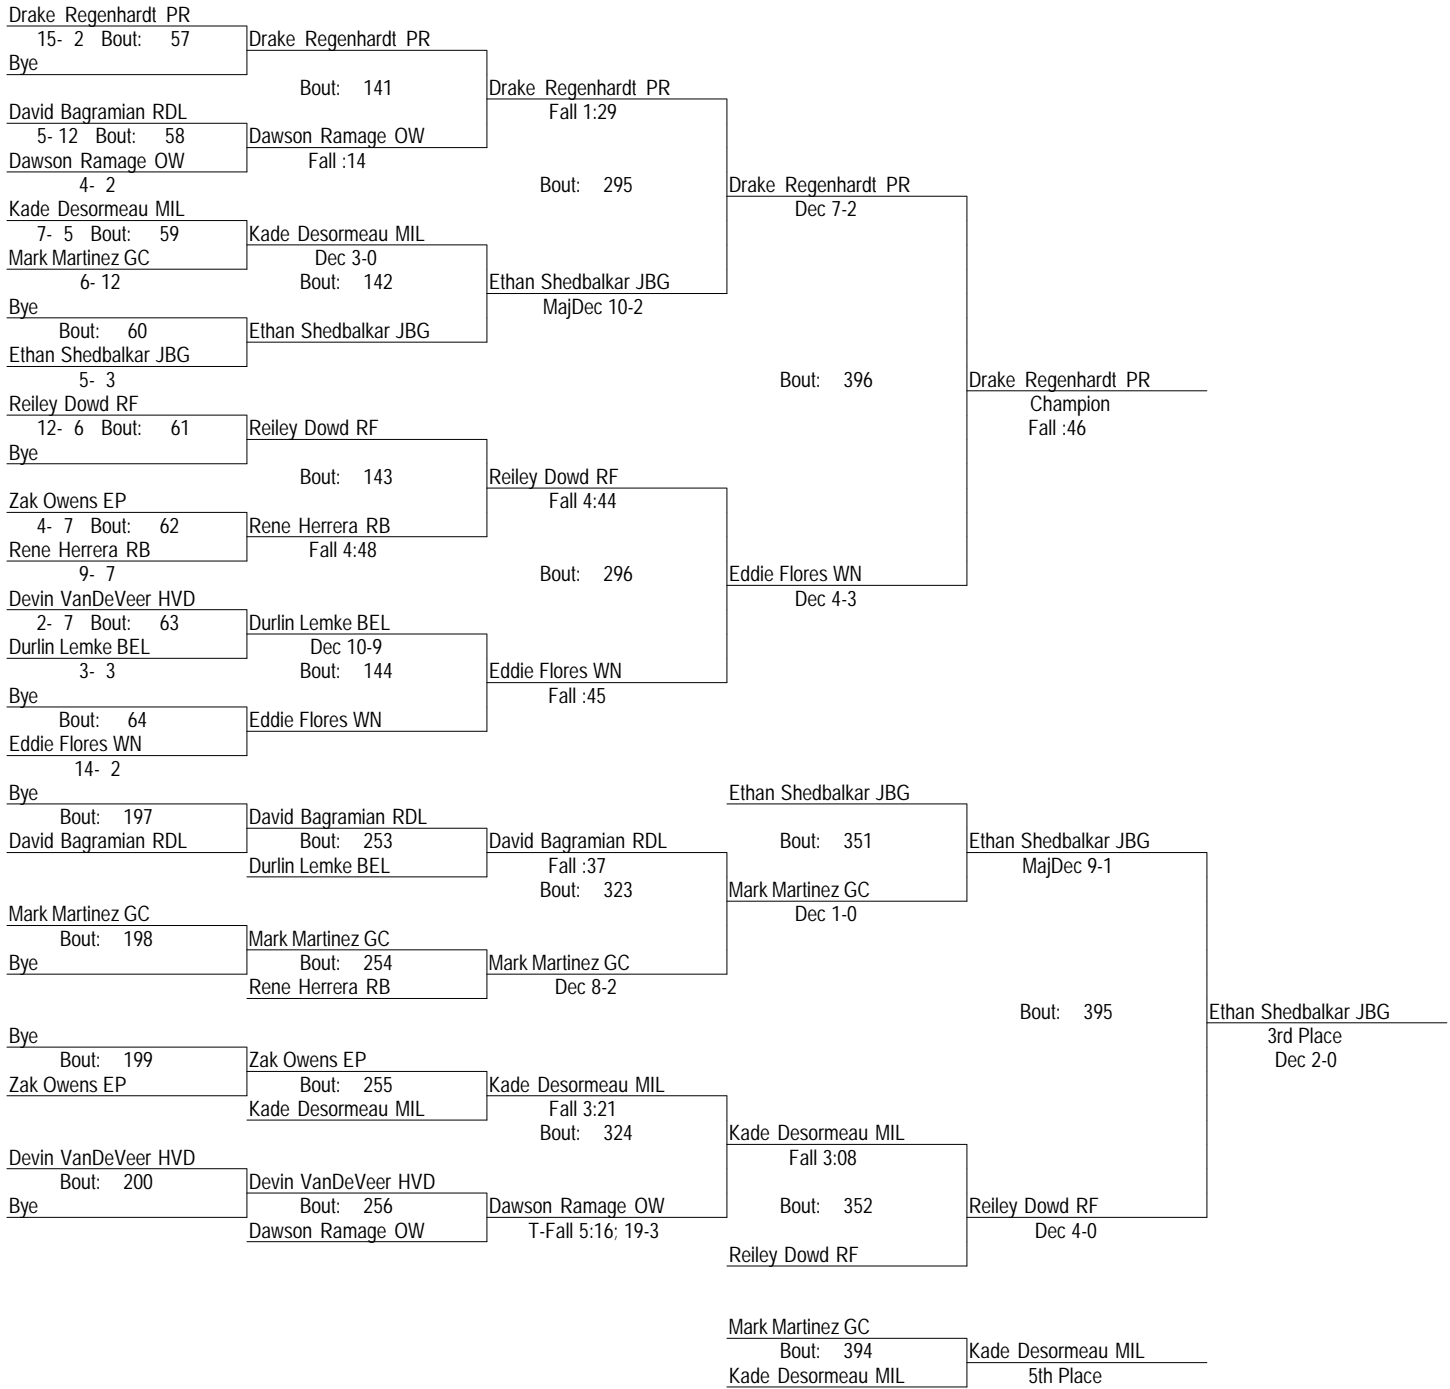 Drake Regenhardt PR
15- 2 Bout: 57 Drake Regenhardt PR
Bye
Bout: 141 Drake Regenhardt PR
David Bagramian RDL Fall 1:29
5- 12 Bout: 58 Dawson Ramage OW
Dawson Ramage OW Fall :14
4- 2 Bout: 295 Drake Regenhardt PR
Kade Desormeau MIL Dec 7-2
7- 5 Bout: 59 Kade Desormeau MIL
Mark Martinez GC Dec 3-0
6- 12 Bout: 142 Ethan Shedbalkar JBG
Bye MajDec 10-2
Bout: 60 Ethan Shedbalkar JBG
Ethan Shedbalkar JBG
5- 3 Bout: 396 Drake Regenhardt PR
Reiley Dowd RF Champion
12- 6 Bout: 61 Reiley Dowd RF Fall :46
Bye
Bout: 143 Reiley Dowd RF
Zak Owens EP Fall 4:44
4- 7 Bout: 62 Rene Herrera RB
Rene Herrera RB Fall 4:48
9- 7 Bout: 296 Eddie Flores WN
Devin VanDeVeer HVD Dec 4-3
2- 7 Bout: 63 Durlin Lemke BEL
Durlin Lemke BEL Dec 10-9
3- 3 Bout: 144 Eddie Flores WN
Bye Fall :45
Bout: 64 Eddie Flores WN
Eddie Flores WN
14- 2
Bye Ethan Shedbalkar JBG
Bout: 197 David Bagramian RDL
David Bagramian RDL Bout: 253 David Bagramian RDL Bout: 351 Ethan Shedbalkar JBG
Durlin Lemke BEL Fall :37 MajDec 9-1
Bout: 323 Mark Martinez GC
Mark Martinez GC Dec 1-0
Bout: 198 Mark Martinez GC
Bye Bout: 254 Mark Martinez GC
Rene Herrera RB Dec 8-2
Bout: 395 Ethan Shedbalkar JBG
Bye 3rd Place
Bout: 199 Zak Owens EP Dec 2-0
Zak Owens EP Bout: 255 Kade Desormeau MIL
Kade Desormeau MIL Fall 3:21
Bout: 324 Kade Desormeau MIL
Devin VanDeVeer HVD Fall 3:08
Bout: 200 Devin VanDeVeer HVD
Bye Bout: 256 Dawson Ramage OW Bout: 352 Reiley Dowd RF
Dawson Ramage OW T-Fall 5:16; 19-3 Dec 4-0
Reiley Dowd RF
Mark Martinez GC
Bout: 394 Kade Desormeau MIL
Kade Desormeau MIL 5th Place